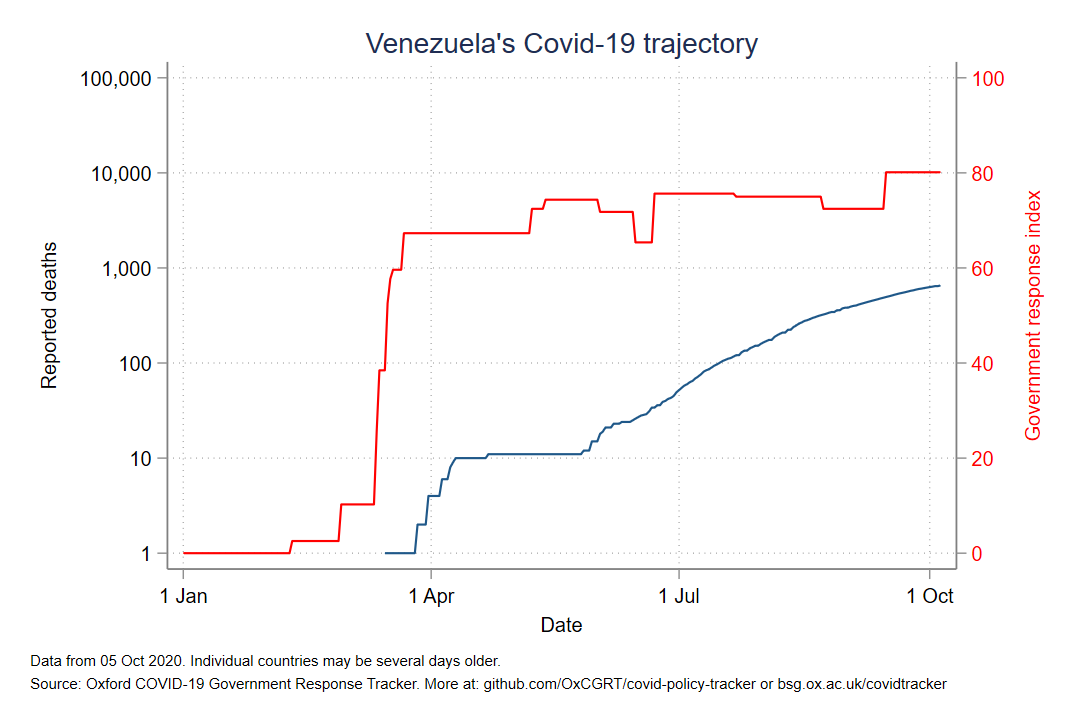 Venezuela's Covid-19 trajectory
100,000
10,000
1,000
100
10
1
Reported deaths
100
80
60
40
20
0
Government response index
1 Jan
1 Apr
1 Jul
1 Oct
Date
Data from 05 Oct 2020. Individual countries may be several days older.
Source: Oxford COVID-19 Government Response Tracker. More at: github.com/OxCGRT/covid-policy-tracker or bsg.ox.ac.uk/covidtracker